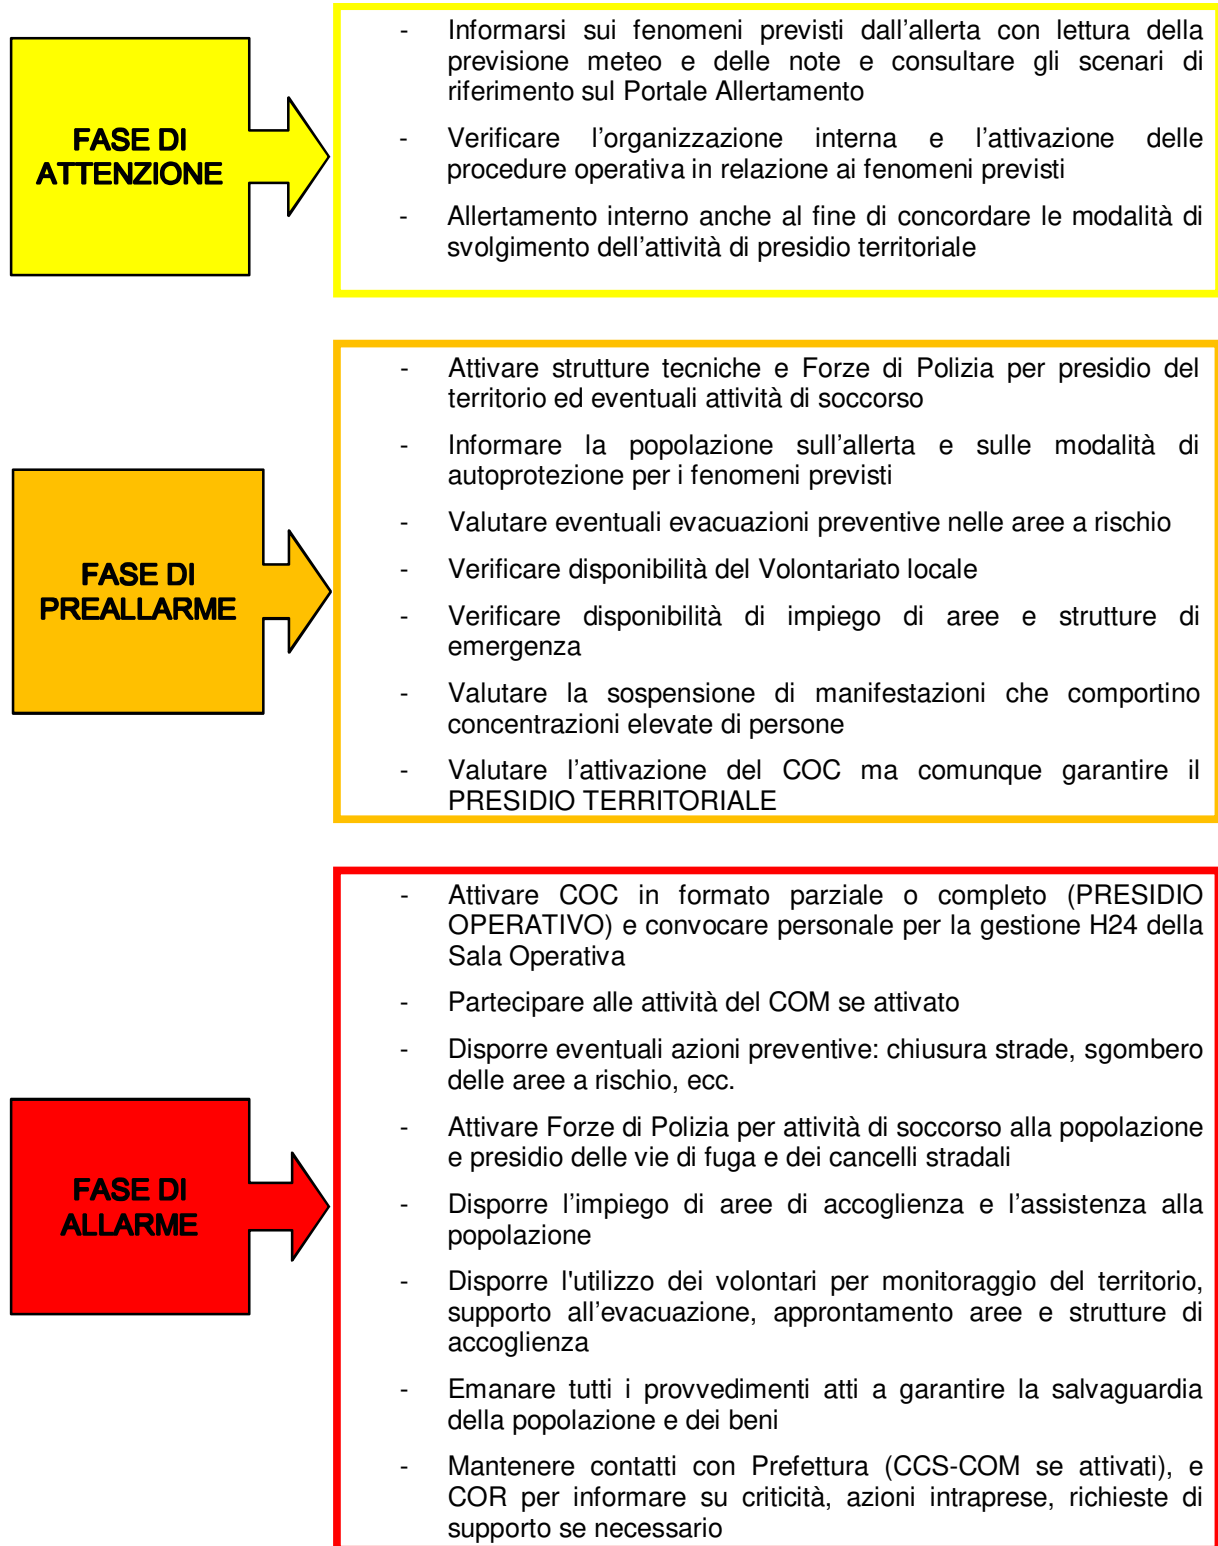 FASE DI
ATTENZIONE
- Informarsi sui fenomeni previsti dall'allerta con lettura della
previsione meteo e delle note e consultare gli scenari di
riferimento sul Portale Allertamento
- Verificare l'organizzazione interna e l'attivazione delle
procedure operativa in relazione ai fenomeni previsti
- Allertamento interno anche al fine di concordare le modalità di
svolgimento dell'attività di presidio territoriale
FASE DI
PREALLARME
- Attivare strutture tecniche e Forze di Polizia per presidio del
territorio ed eventuali attività di soccorso
- Informare la popolazione sull'allerta e sulle modalità di
autoprotezione per i fenomeni previsti
- Valutare eventuali evacuazioni preventive nelle aree a rischio
- Verificare disponibilità del Volontariato locale
- Verificare disponibilità di impiego di aree e strutture di
emergenza
- Valutare la sospensione di manifestazioni che comportino
concentrazioni elevate di persone
- Valutare l'attivazione del COC ma comunque garantire il
PRESIDIO TERRITORIALE
FASE DI
ALLARME
- Attivare COC in formato parziale o completo (PRESIDIO
OPERATIVO) e convocare personale per la gestione H24 della
Sala Operativa
- Partecipare alle attività del COM se attivato
- Disporre eventuali azioni preventive: chiusura strade, sgombero
delle aree a rischio, ecc.
- Attivare Forze di Polizia per attività di soccorso alla popolazione
e presidio delle vie di fuga e dei cancelli stradali
- Disporre l'impiego di aree di accoglienza e l'assistenza alla
popolazione
- Disporre l'utilizzo dei volontari per monitoraggio del territorio,
supporto all'evacuazione, approntamento aree e strutture di
accoglienza
- Emanare tutti i provvedimenti atti a garantire la salvaguardia
della popolazione e dei beni
- Mantenere contatti con Prefettura (CCS-COM se attivati), e
COR per informare su criticità, azioni intraprese, richieste di
supporto se necessario